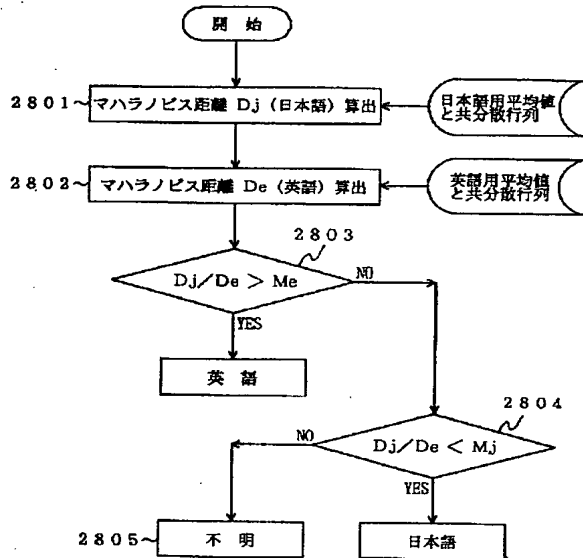 開始
２８０１
マハラノビス距離 Dj（日本語）算出
日本語用平均値
と共分散行列
２８０２
マハラノビス距離 De（英語）算出
英語用平均値
と共分散行列
２８０３
Dj/De > Me
NO
YES
英 語
２８０４
Dj/De < Mj
NO
YES
２８０５
不 明
日本語